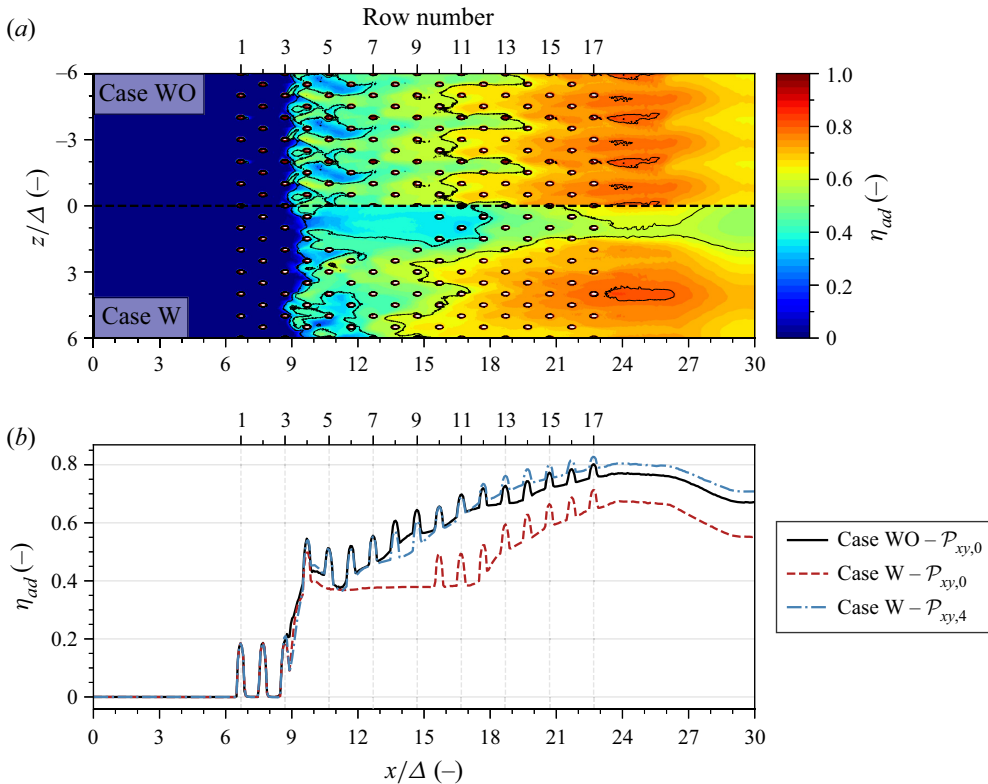 Row number
(a)
1 3 5 7 9 11 13 15 17
Case WO
Case W
−6
−3
0
3
6
z/Δ (–)
0 3 6 9 12 15 18 21 24 27 30
1.0
0.8
0.6
0.4
0.2
0
η_ad (–)
(b)
1 3 5 7 9 11 13 15 17
0.8
0.6
0.4
0.2
0
η_ad (–)
0 3 6 9 12 15 18 21 24 27 30
x/Δ (–)
Case WO – 𝒫_xy,0
Case W – 𝒫_xy,0
Case W – 𝒫_xy,4